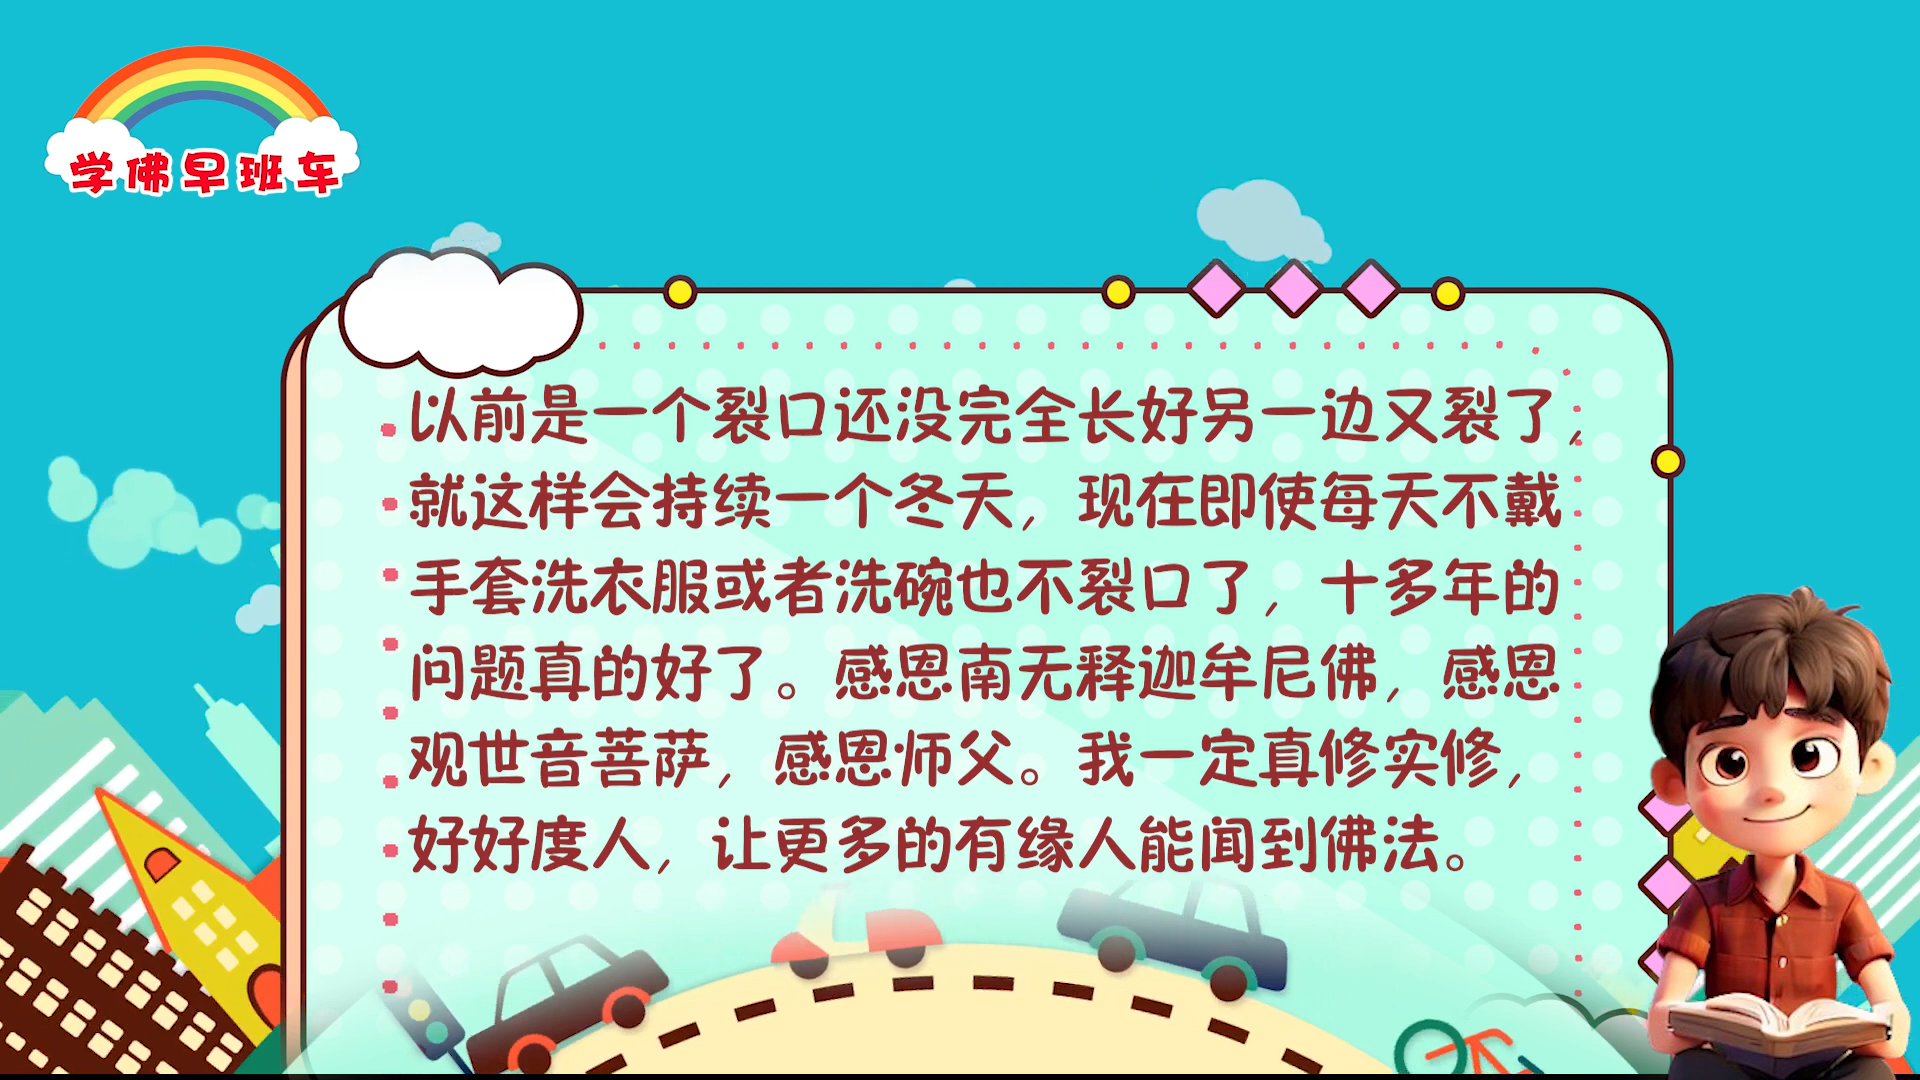 学佛早班车
以前是一个裂口还没完全长好另一边又裂了，
就这样会持续一个冬天，现在即使每天不戴
手套洗衣服或者洗碗也不裂口了，十多年的
问题真的好了。感恩南无释迦牟尼佛，感恩
观世音菩萨，感恩师父。我一定真修实修，
好好度人，让更多的有缘人能闻到佛法。